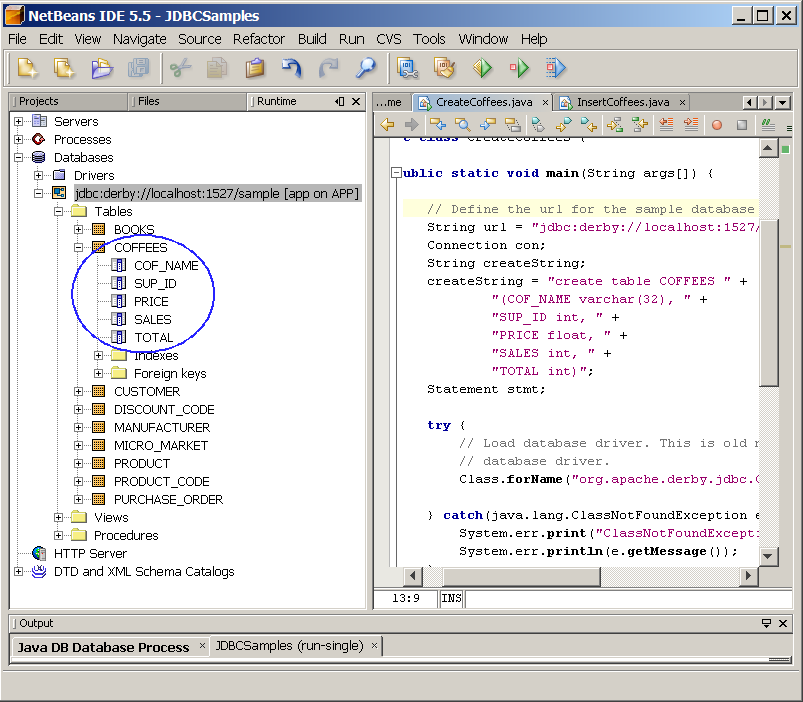 NetBeans IDE 5.5 - JDBCSamples
File Edit View Navigate Source Refactor Build Run CVS Tools Window Help
Projects Files Runtime
...me CreateCoffees.java × InsertCoffees.java ×
Servers
Processes
Databases
Drivers
jdbc:derby://localhost:1527/sample [app on APP]
Tables
BOOKS
COFFEES
COF_NAME
SUP_ID
PRICE
SALES
TOTAL
Indexes
Foreign keys
CUSTOMER
DISCOUNT_CODE
MANUFACTURER
MICRO_MARKET
PRODUCT
PRODUCT_CODE
PURCHASE_ORDER
Views
Procedures
HTTP Server
DTD and XML Schema Catalogs
c class CreateCoffees {
ublic static void main(String args[]) {
// Define the url for the sample database
String url = "jdbc:derby://localhost:1527/
Connection con;
String createString;
createString = "create table COFFEES " +
"(COF_NAME varchar(32), " +
"SUP_ID int, " +
"PRICE float, " +
"SALES int, " +
"TOTAL int)";
Statement stmt;
try {
// Load database driver. This is old
// database driver.
Class.forName("org.apache.derby.jdbc.
} catch(java.lang.ClassNotFoundException e
System.err.print("ClassNotFoundExcepti
System.err.println(e.getMessage());
13:9 INS
Output
Java DB Database Process × JDBCSamples (run-single) ×